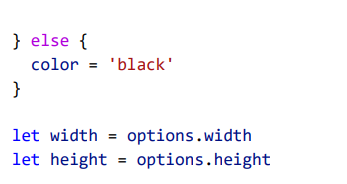 } else {
  color = 'black'
}

let width = options.width
let height = options.height